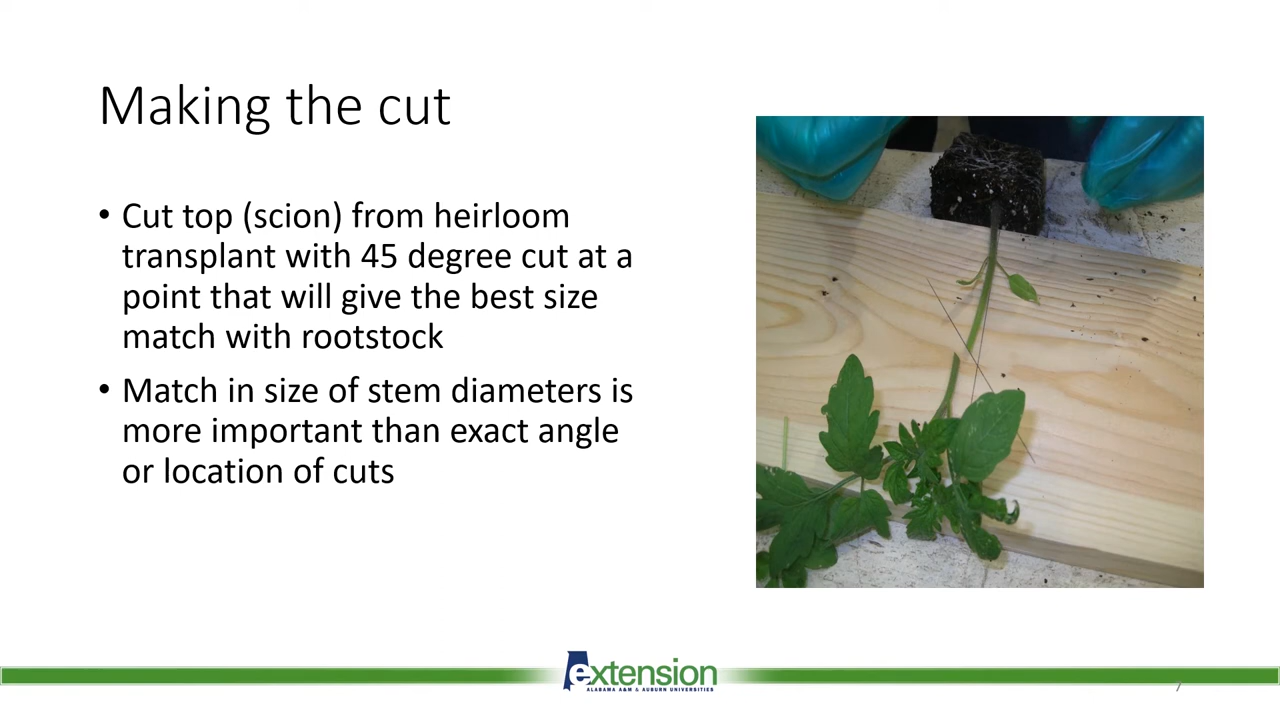 Making the cut
• Cut top (scion) from heirloom
transplant with 45 degree cut at a
point that will give the best size
match with rootstock
• Match in size of stem diameters is
more important than exact angle
or location of cuts
extension
ALABAMA A&M & AUBURN UNIVERSITIES
7